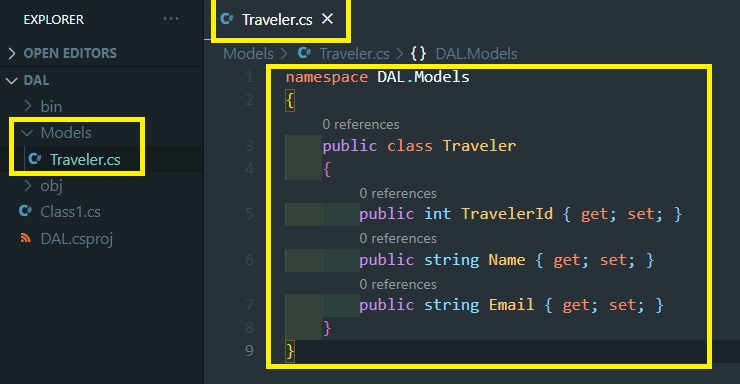 EXPLORER
OPEN EDITORS
DAL
bin
Models
Traveler.cs
obj
Class1.cs
DAL.csproj
Traveler.cs
Models > Traveler.cs > {} DAL.Models
1 namespace DAL.Models
2 {
0 references
3 public class Traveler
4 {
0 references
5 public int TravelerId { get; set; }
0 references
6 public string Name { get; set; }
0 references
7 public string Email { get; set; }
8 }
9 }